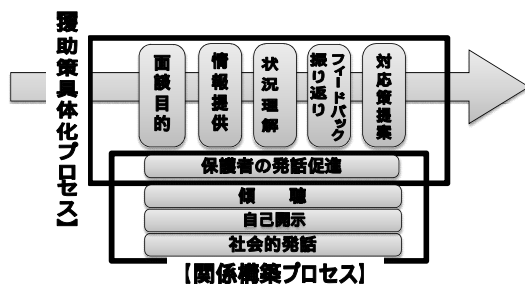 援助策具体化プロセス】
面談目的
情報提供
状況理解
フィードバック
振り返り
対応策提案
保護者の発話促進
傾　聴
自己開示
社会的発話
【関係構築プロセス】